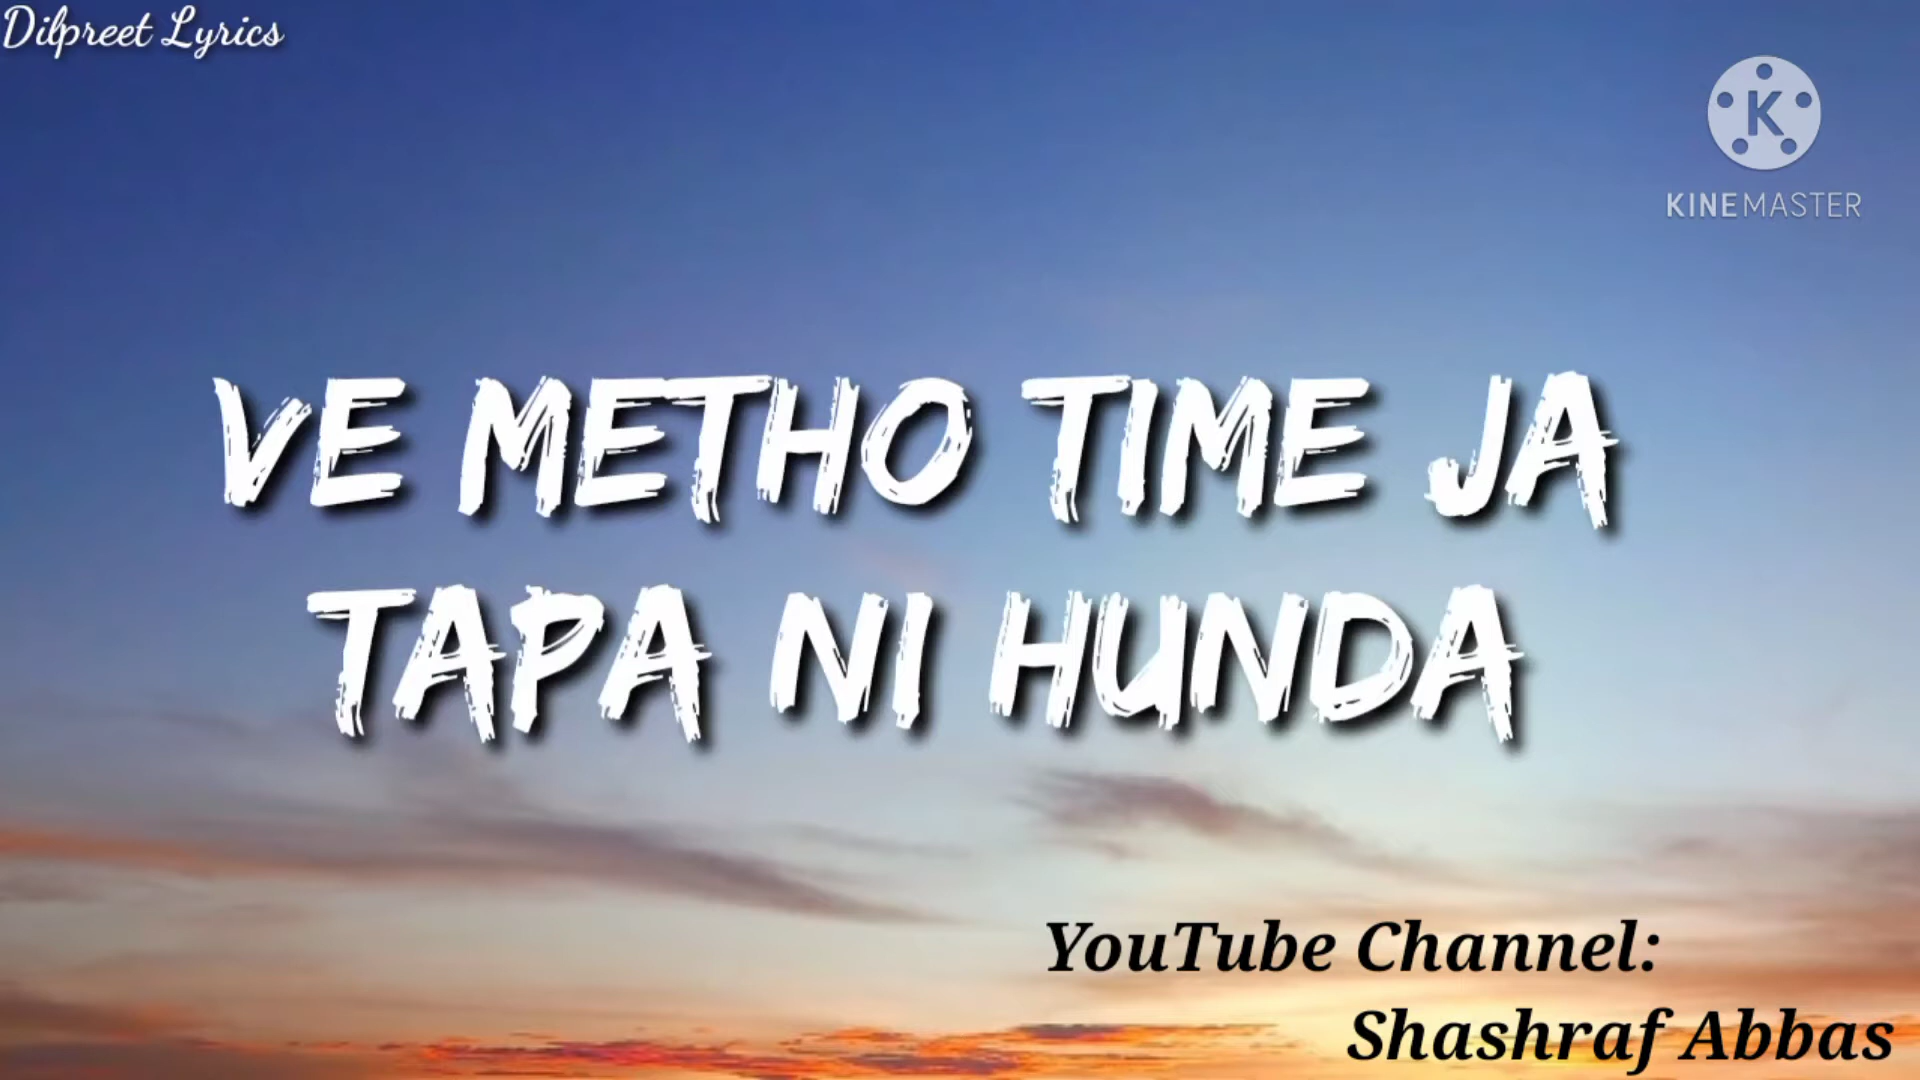 Dilpreet Lyrics
K
KINEMASTER
VE METHO TIME JA
TAPA NI HUNDA
YouTube Channel:
Shashraf Abbas